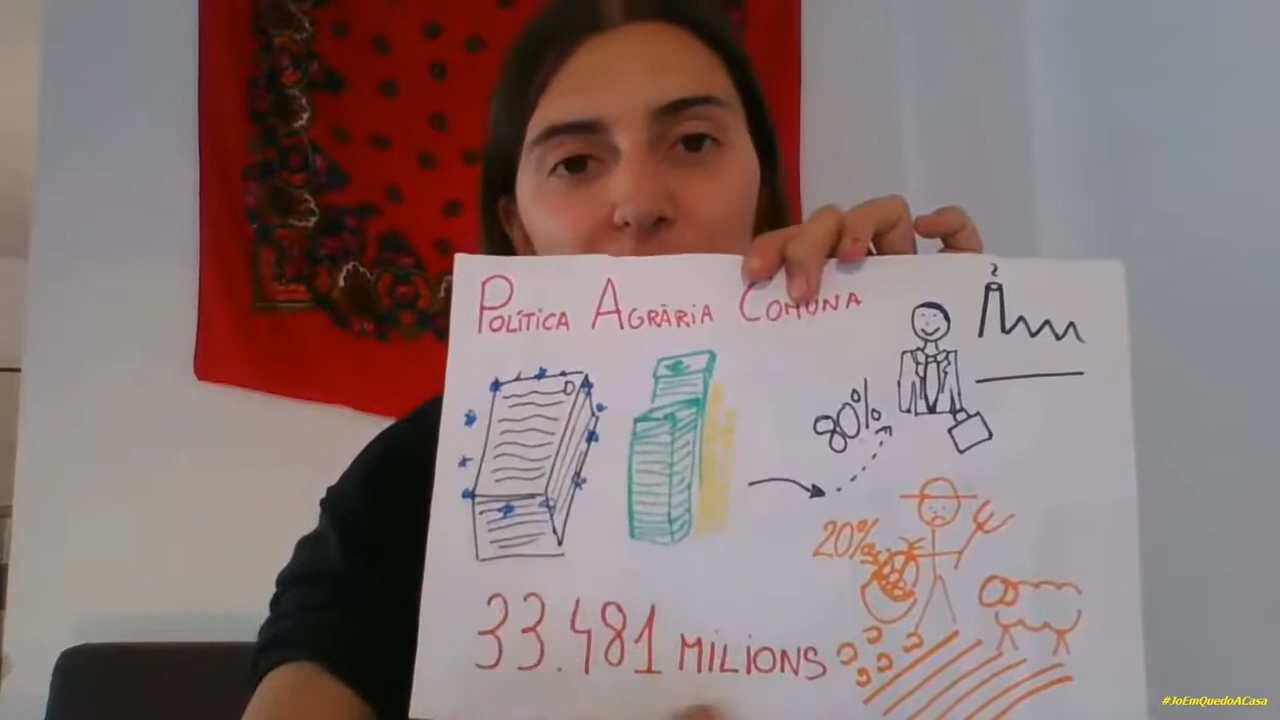 POLÍTICA AGRÀRIA COMUNA
80%
20%
33.481 MILIONS
#JoEmQuedoACasa